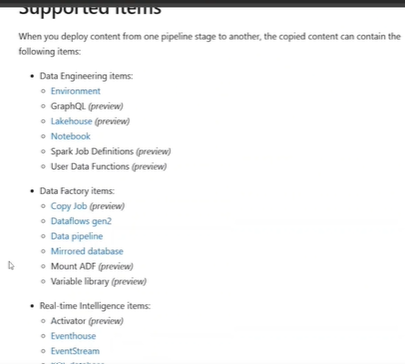 Supported items
When you deploy content from one pipeline stage to another, the copied content can contain the
following items:
• Data Engineering items:
○ Environment
○ GraphQL (preview)
○ Lakehouse (preview)
○ Notebook
○ Spark Job Definitions (preview)
○ User Data Functions (preview)
• Data Factory items:
○ Copy Job (preview)
○ Dataflows gen2
○ Data pipeline
○ Mirrored database
○ Mount ADF (preview)
○ Variable library (preview)
• Real-time Intelligence items:
○ Activator (preview)
○ Eventhouse
○ EventStream